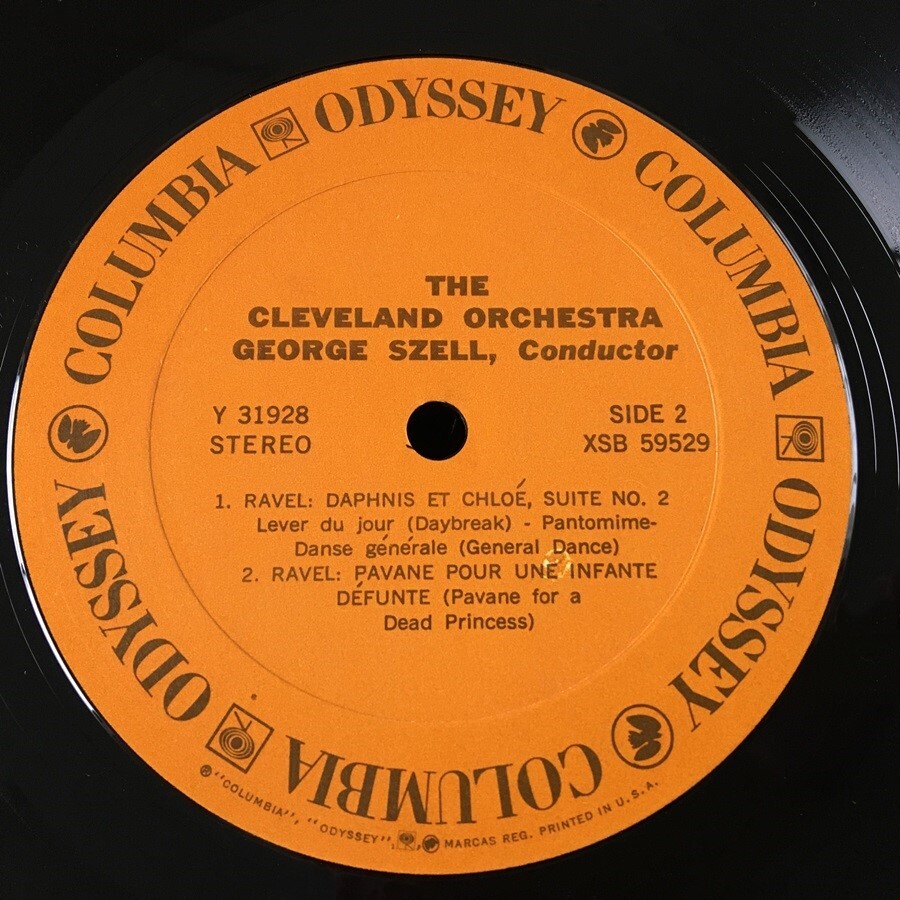 COLUMBIA ODYSSEY
COLUMBIA ODYSSEY
COLUMBIA ODYSSEY
THE
CLEVELAND ORCHESTRA
GEORGE SZELL, Conductor
Y 31928
STEREO
SIDE 2
XSB 59529
1. RAVEL: DAPHNIS ET CHLOÉ, SUITE NO. 2
Lever du jour (Daybreak) - Pantomime-
Danse générale (General Dance)
2. RAVEL: PAVANE POUR UNE INFANTE
DÉFUNTE (Pavane for a
Dead Princess)
® "COLUMBIA", "ODYSSEY", MARCAS REG. PRINTED IN U.S.A.